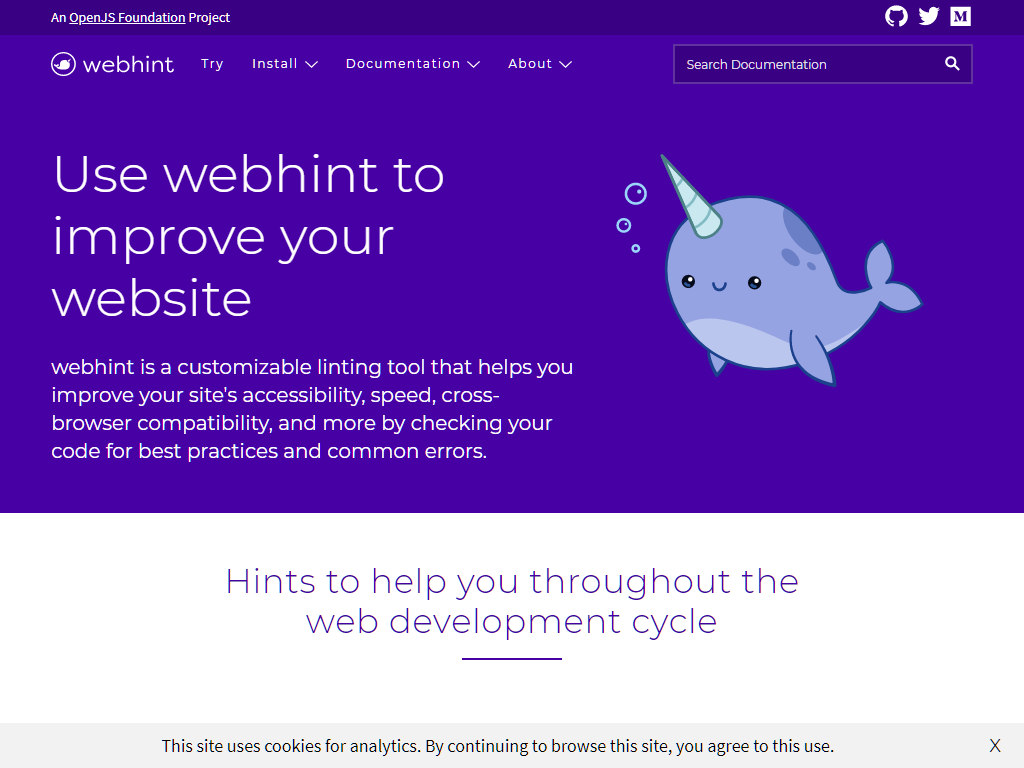 An OpenJS Foundation Project
webhint
Try
Install
Documentation
About
Search Documentation
Use webhint to
improve your
website
webhint is a customizable linting tool that helps you
improve your site's accessibility, speed, cross-
browser compatibility, and more by checking your
code for best practices and common errors.
Hints to help you throughout the
web development cycle
This site uses cookies for analytics. By continuing to browse this site, you agree to this use.
X